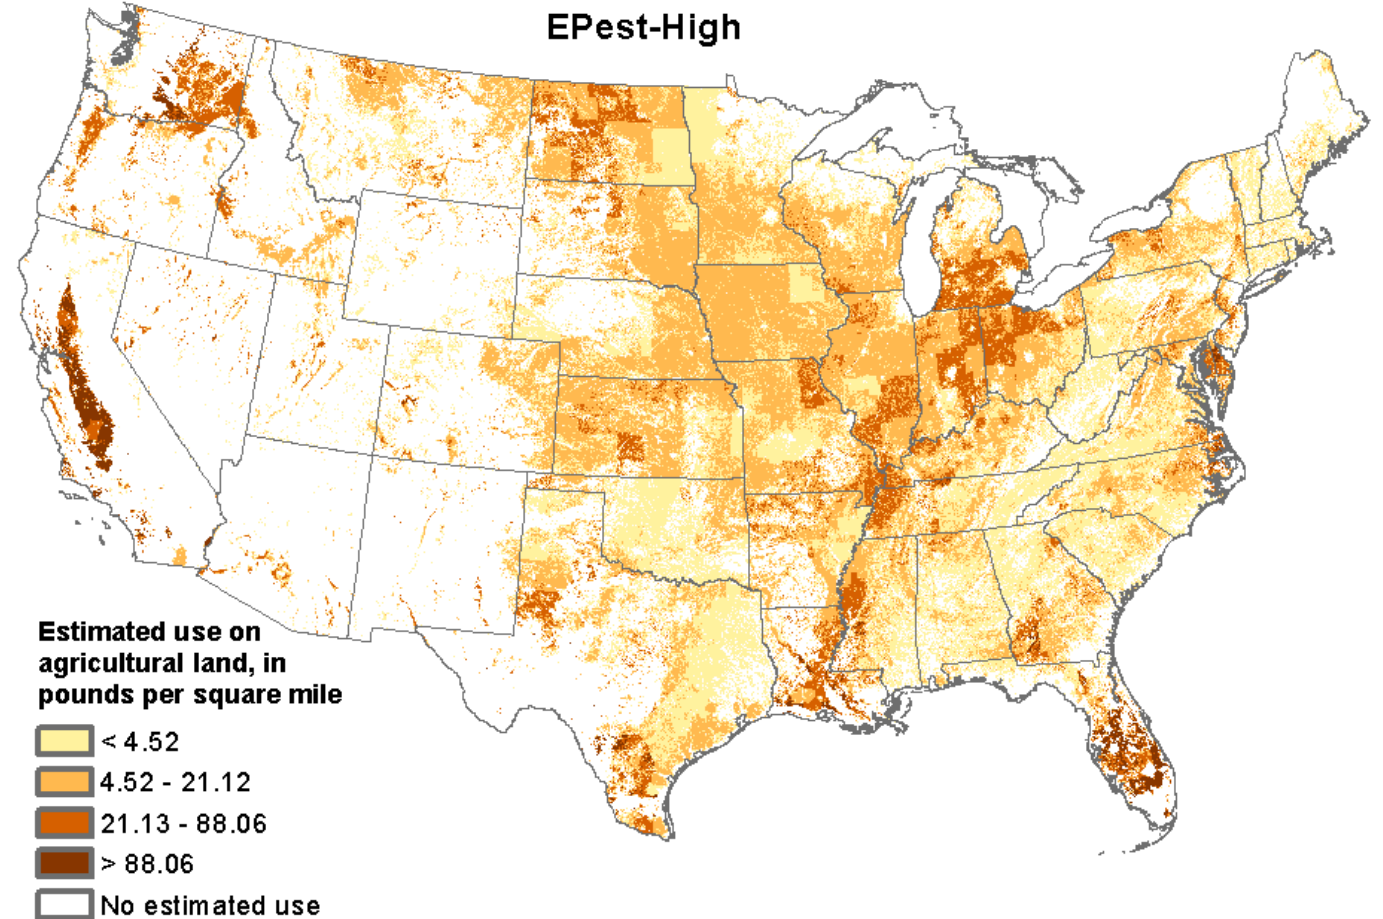 EPest-High
Estimated use on
agricultural land, in
pounds per square mile
< 4.52
4.52 - 21.12
21.13 - 88.06
> 88.06
No estimated use